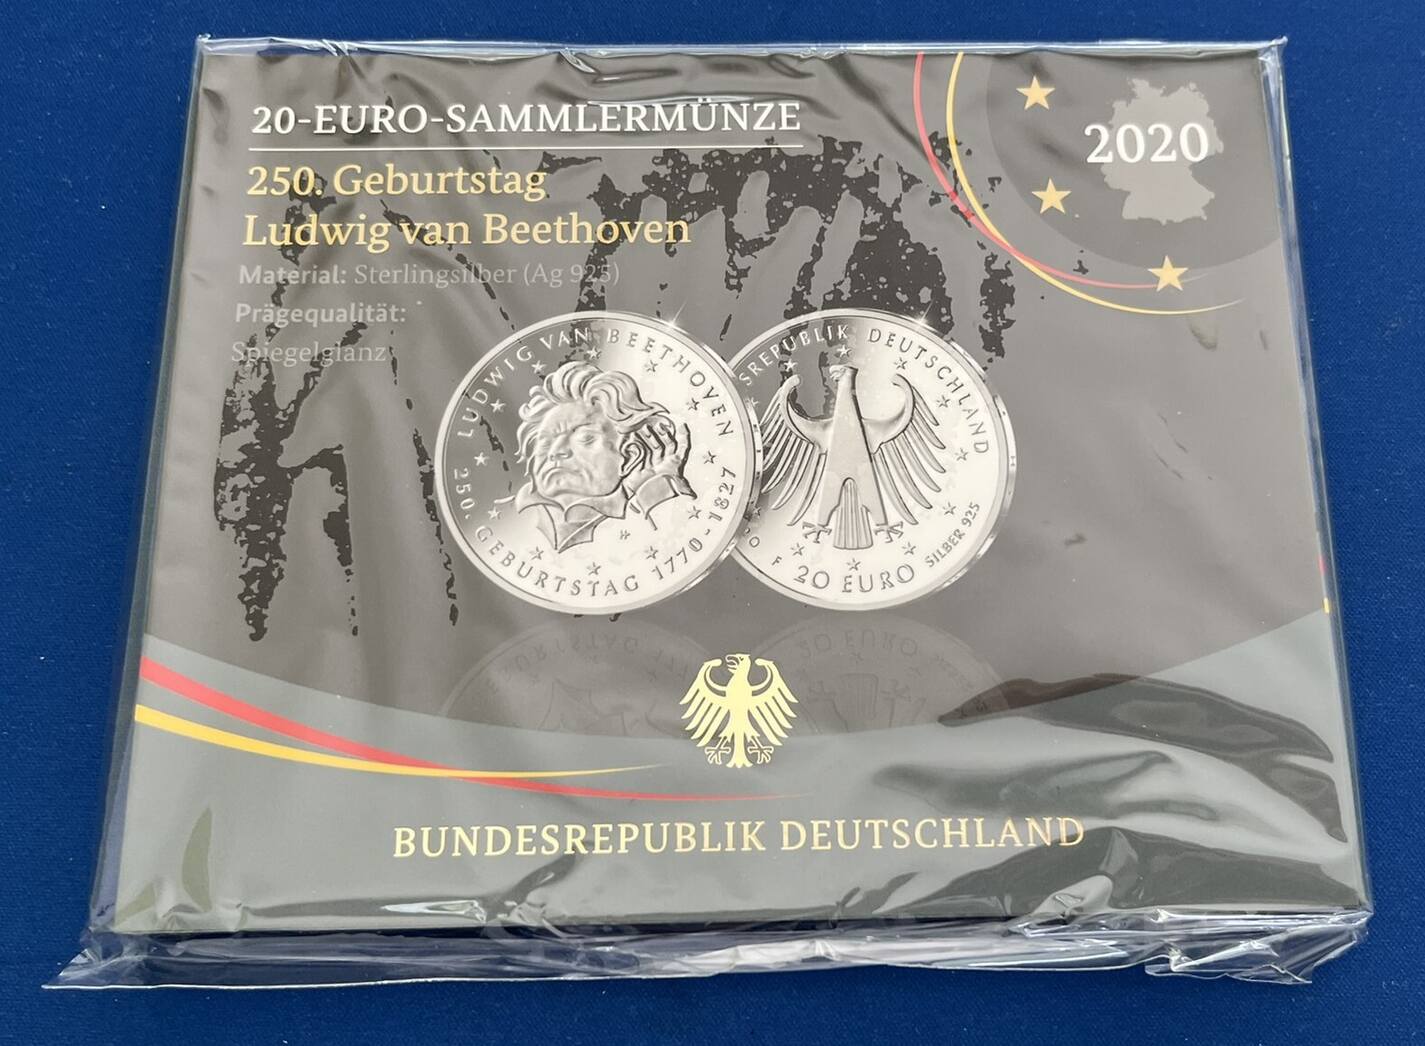 20-EURO-SAMMLERMÜNZE
250. Geburtstag
Ludwig van Beethoven
Material: Sterlingsilber (Ag 925)
Prägequalität:
Spiegelglanz
2020
LUDWIG VAN BEETHOVEN
250. GEBURTSTAG 1770-1827
SREPUBLIK DEUTSCHLAND
F 20 EURO
SILBER 925
BUNDESREPUBLIK DEUTSCHLAND